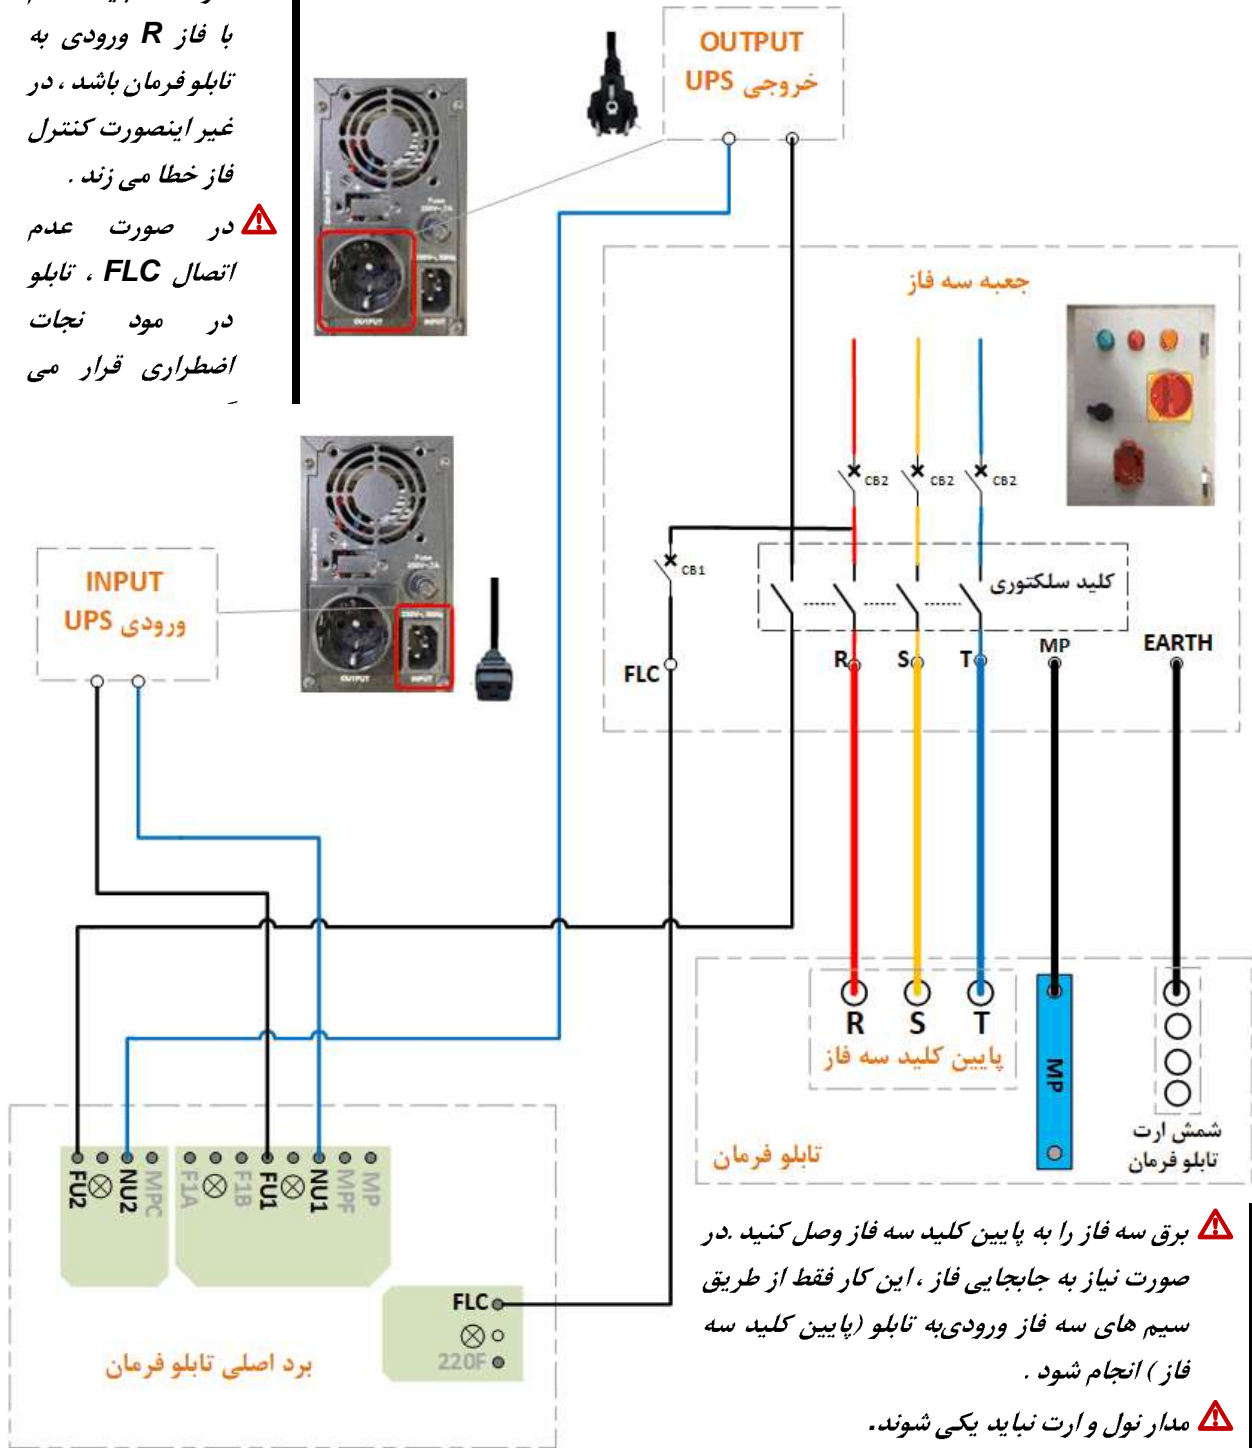 با فاز R ورودی به
تابلو فرمان باشد ، در
غیر اینصورت کنترل
فاز خطا می زند .
در صورت عدم
اتصال FLC ، تابلو
در مود نجات
اضطراری قرار می
OUTPUT
خروجی UPS
OUTPUT
INPUT
جعبه سه فاز
CB2
CB2
CB2
CB1
کلید سلکتوری
R
S
T
MP
EARTH
FLC
INPUT
ورودی UPS
OUTPUT
INPUT
R
S
T
پایین کلید سه فاز
MP
شمش ارت
تابلو فرمان
تابلو فرمان
FU2
NU2
MPC
F1A
F1B
FU1
NU1
MPF
MP
FLC
220F
برد اصلی تابلو فرمان
برق سه فاز را به پایین کلید سه فاز وصل کنید .در
صورت نیاز به جابجایی فاز ، این کار فقط از طریق
سیم های سه فاز ورودیبه تابلو (پایین کلید سه
فاز ) انجام شود .
مدار نول و ارت نباید یکی شوند.